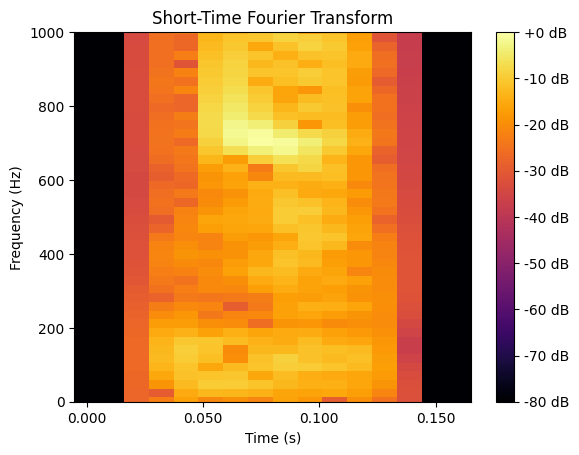 Short-Time Fourier Transform
1000
800
600
400
200
0
Frequency (Hz)
0.000
0.050
0.100
0.150
Time (s)
+0 dB
-10 dB
-20 dB
-30 dB
-40 dB
-50 dB
-60 dB
-70 dB
-80 dB